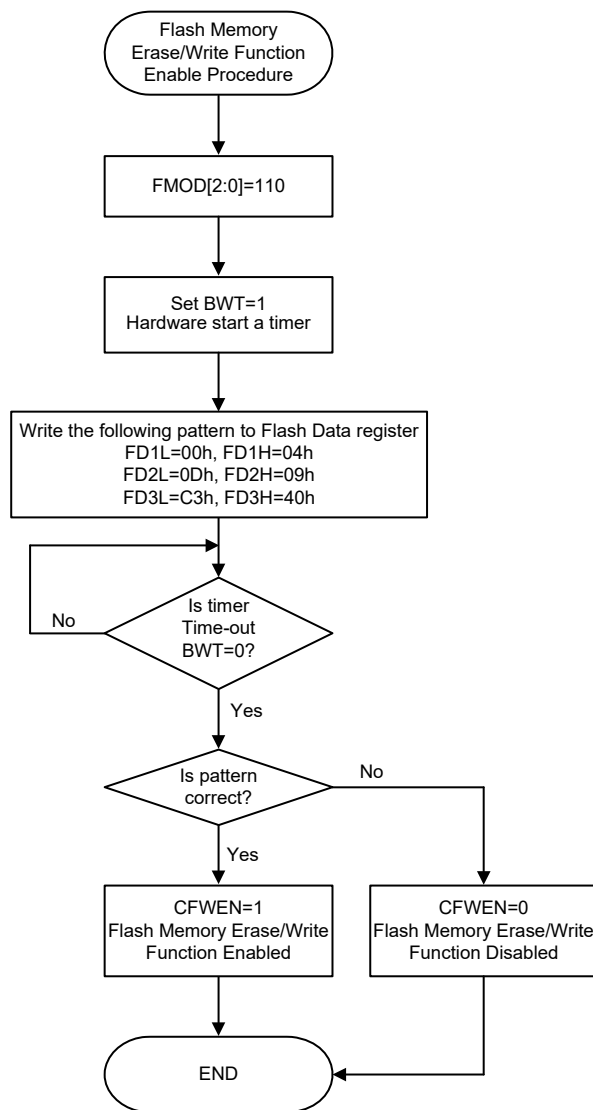 Flash Memory
Erase/Write Function
Enable Procedure
FMOD[2:0]=110
Set BWT=1
Hardware start a timer
Write the following pattern to Flash Data register
FD1L=00h, FD1H=04h
FD2L=0Dh, FD2H=09h
FD3L=C3h, FD3H=40h
Is timer
Time-out
BWT=0?
No
Yes
Is pattern
correct?
No
Yes
CFWEN=1
Flash Memory Erase/Write
Function Enabled
CFWEN=0
Flash Memory Erase/Write
Function Disabled
END